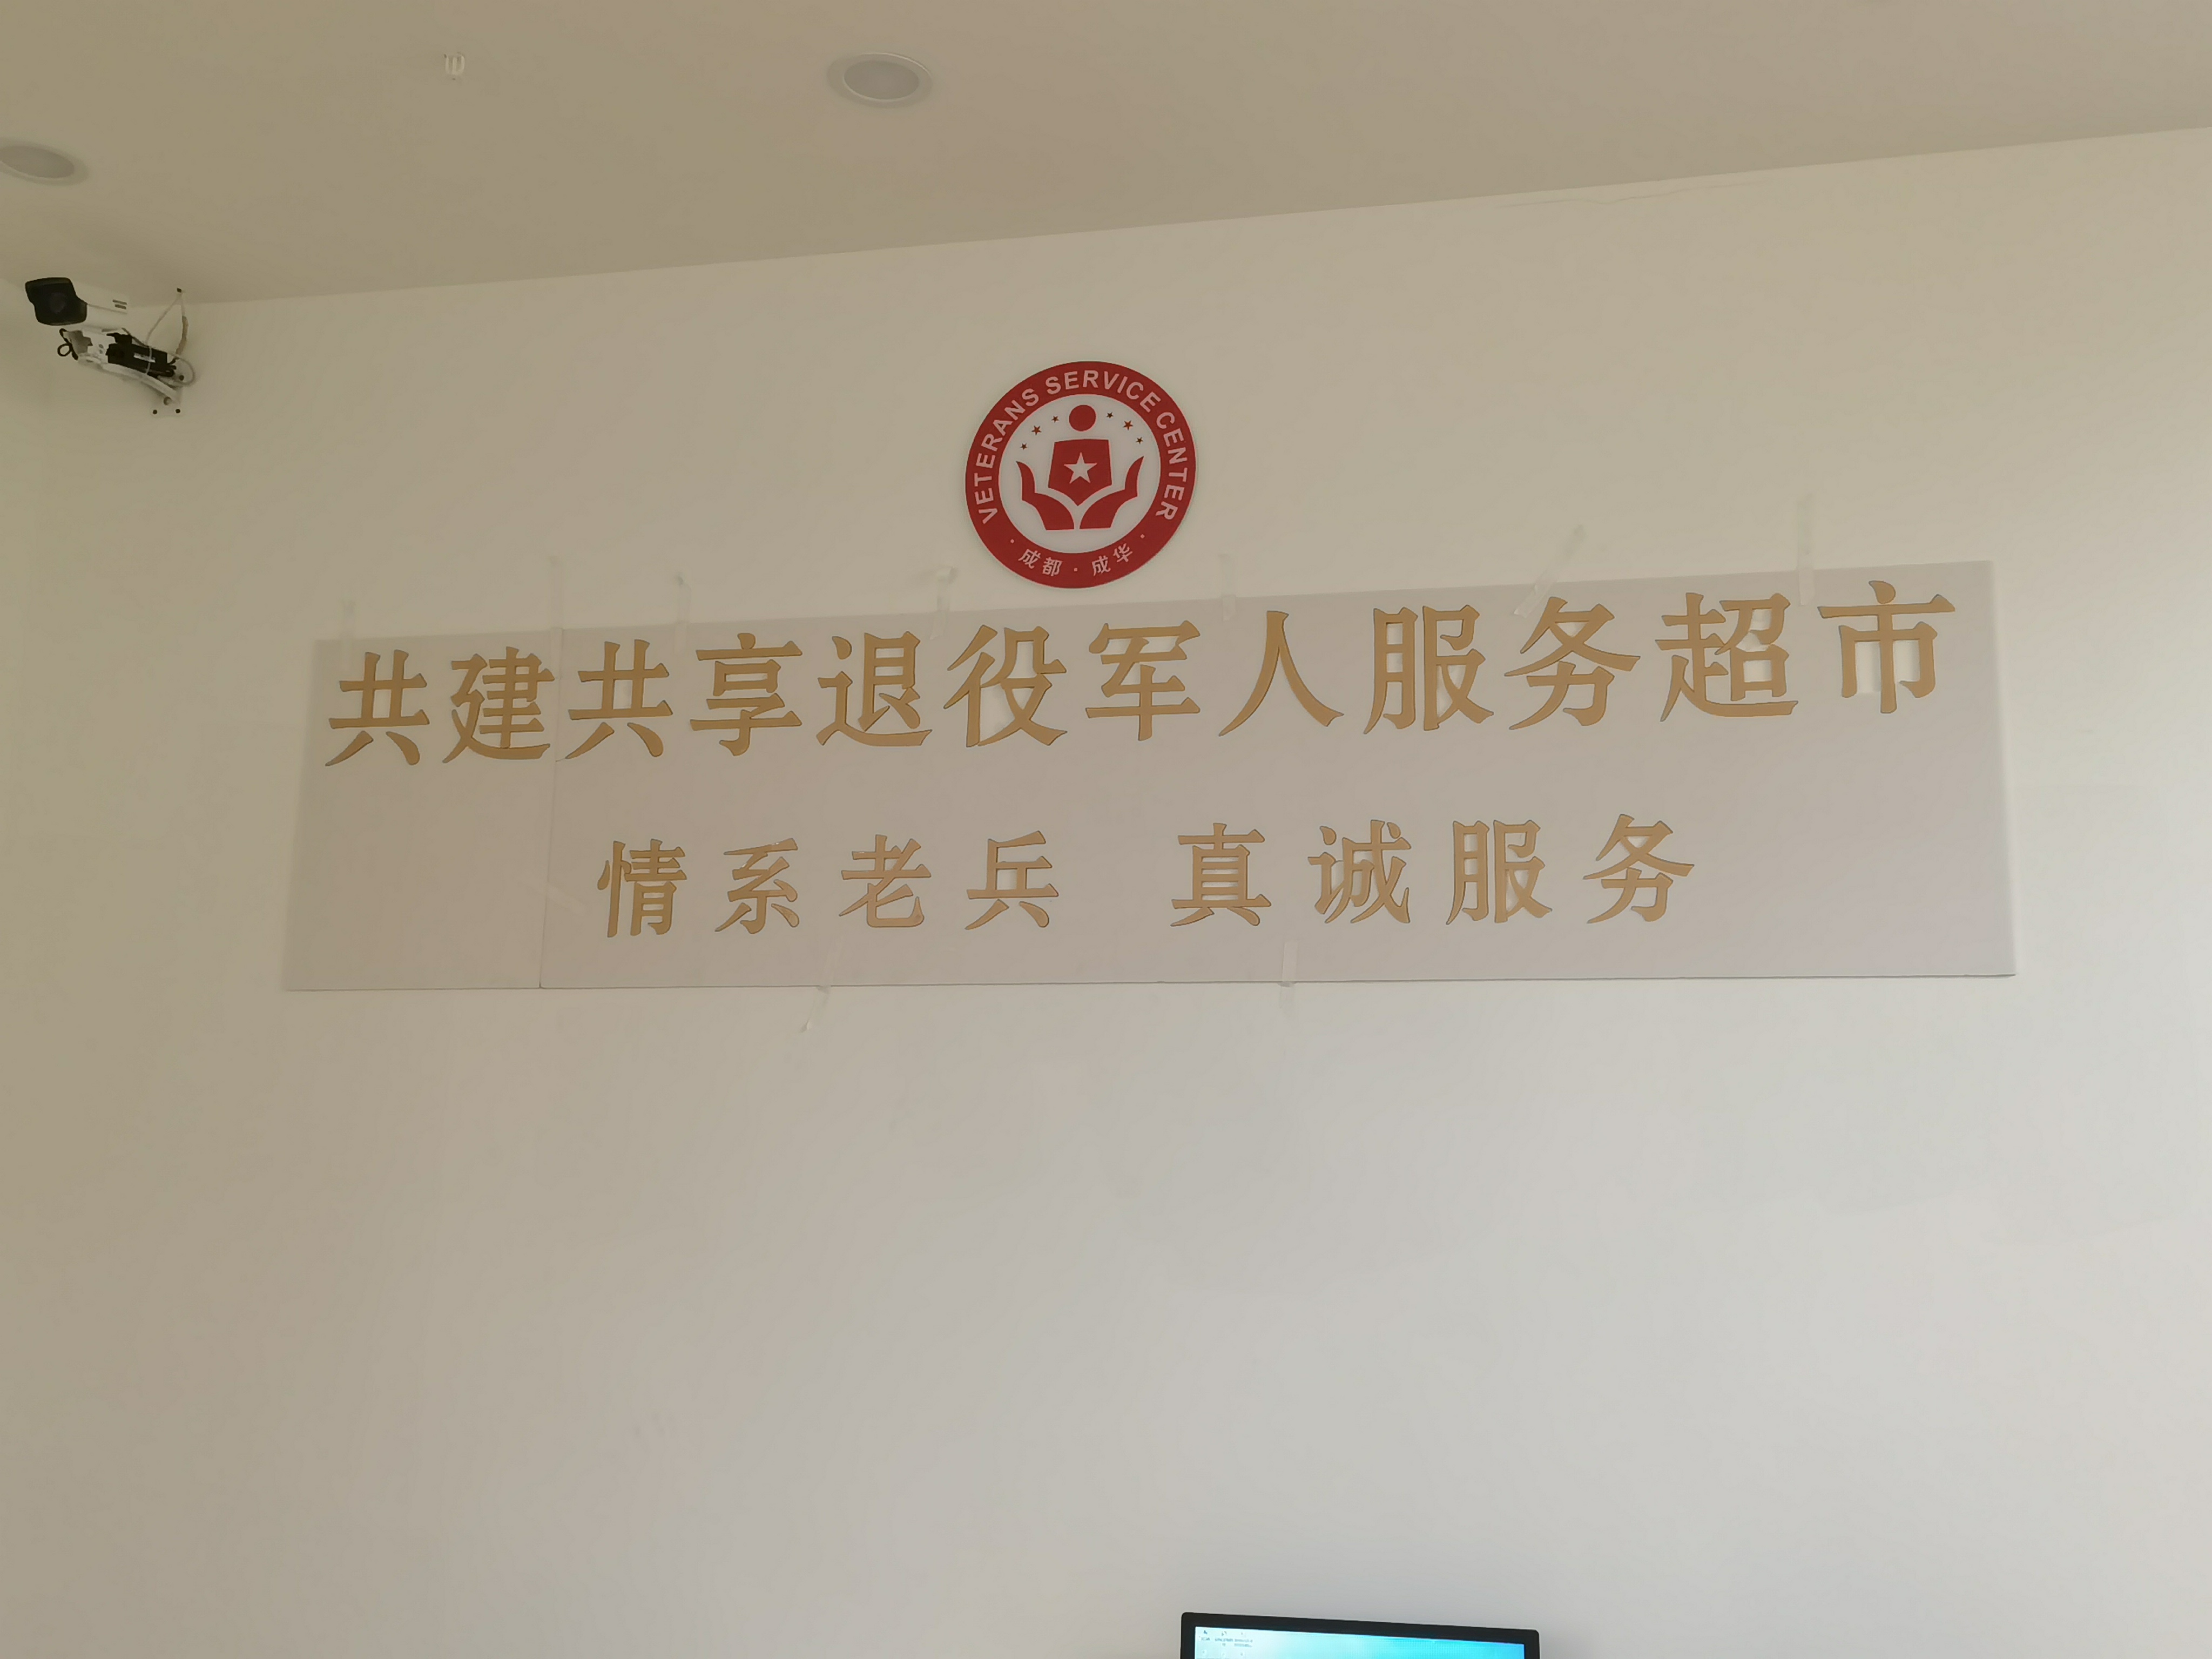 VETERANS SERVICE CENTER
·成都·成华·
共建共享退役军人服务超市
情系老兵 真诚服务